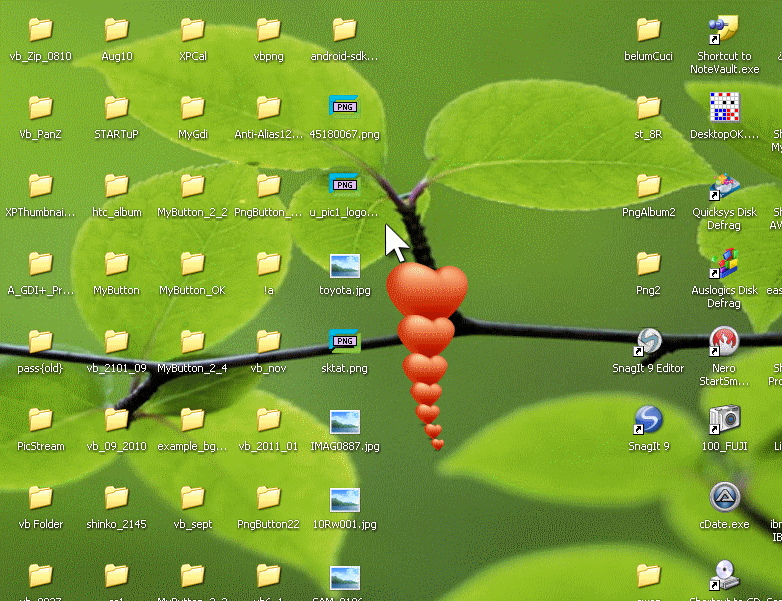 vb_Zip_0810 Aug10 XPCal vbpng android-sdk... belumCuci Shortcut to
NoteVault.exe
Vb_PanZ STARTuP MyGdi Anti-Alias12... 45180067.png st_8R DesktopOK....
XPThumbnai... htc_album MyButton_2_2 PngButton_... u_pic1_logo... PngAlbum2 Quicksys Disk
Defrag
A_GDI+_Pr... MyButton MyButton_OK !a toyota.jpg Png2 Auslogics Disk
Defrag
pass{old} vb_2101_09 MyButton_2_4 vb_nov sktat.png SnagIt 9 Editor Nero
StartSm...
PicStream vb_09_2010 example_bg... vb_2011_01 IMAG0887.jpg SnagIt 9 100_FUJI
vb Folder shinko_2145 vb_sept PngButton22 10Rw001.jpg cDate.exe
PNG
PNG
PNG